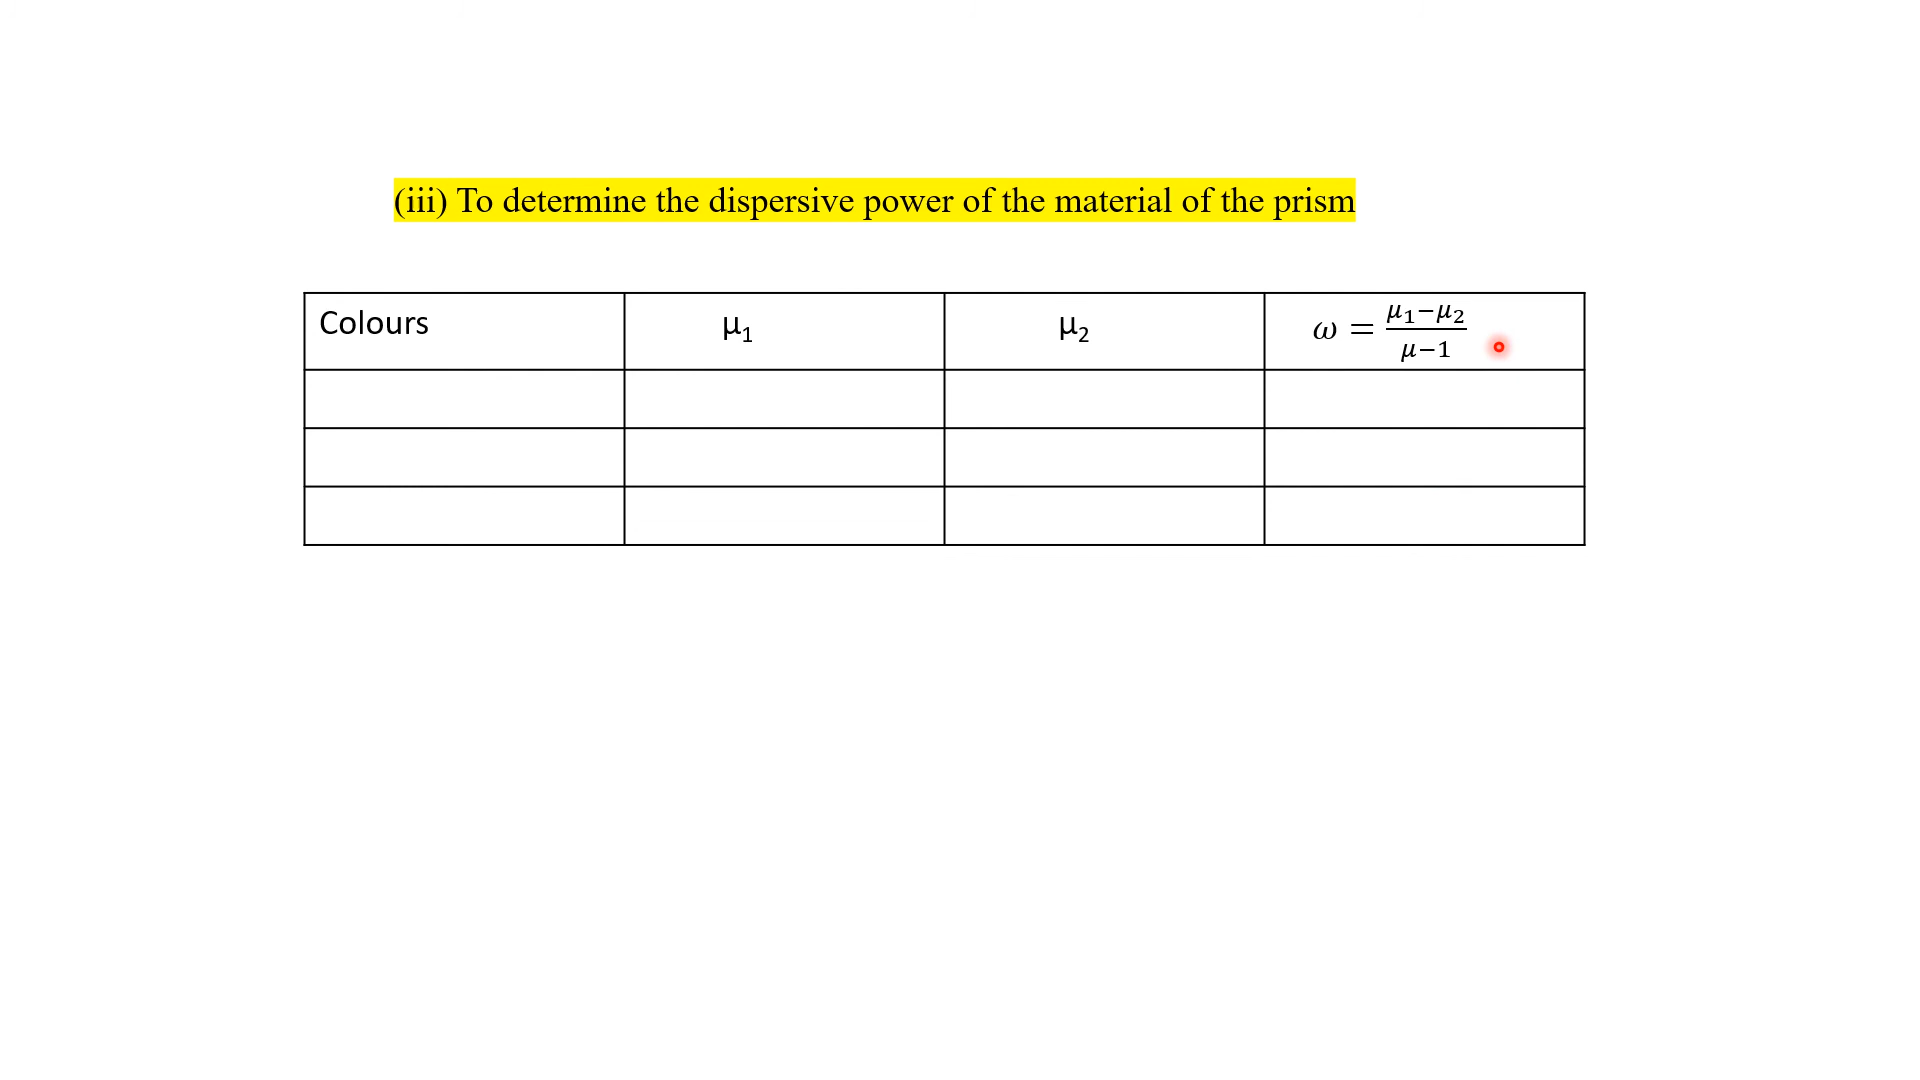 (iii) To determine the dispersive power of the material of the prism
Colours μ₁ μ₂ ω = (μ₁−μ₂)/(μ−1)